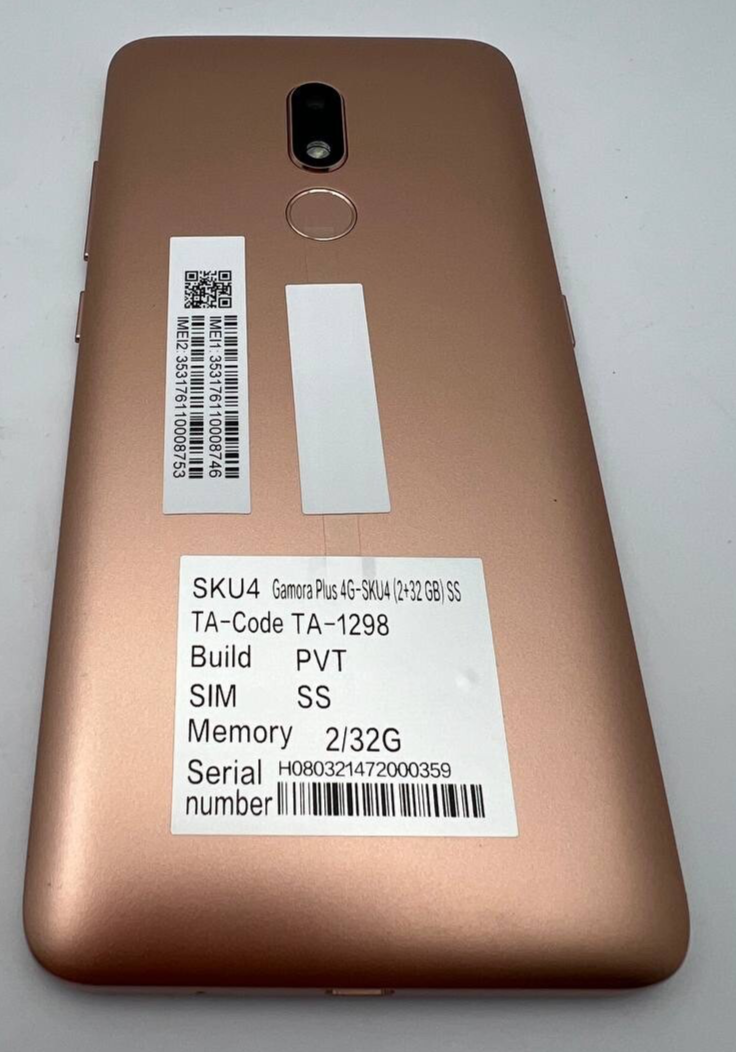 IMEI1: 353176110008746
IMEI2: 353176110008753
SKU4 Gamora Plus 4G-SKU4 (2+32 GB) SS
TA-Code TA-1298
Build PVT
SIM SS
Memory 2/32G
Serial H080321472000359
number